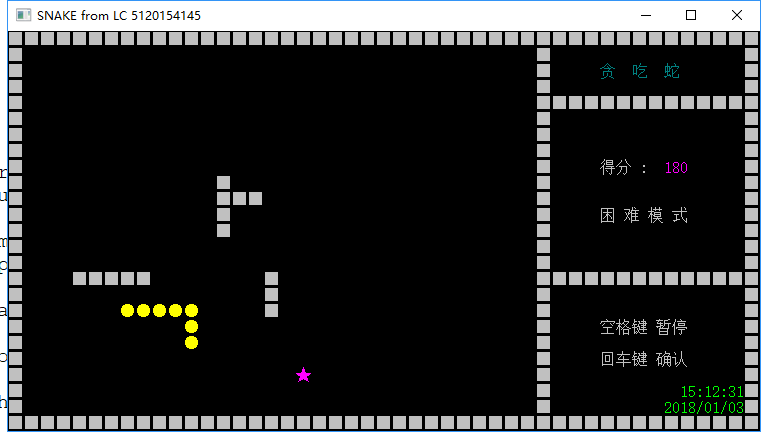 SNAKE from LC 5120154145
贪 吃 蛇
得分 : 180
困 难 模 式
空格键 暂停
回车键 确认
15:12:31
2018/01/03